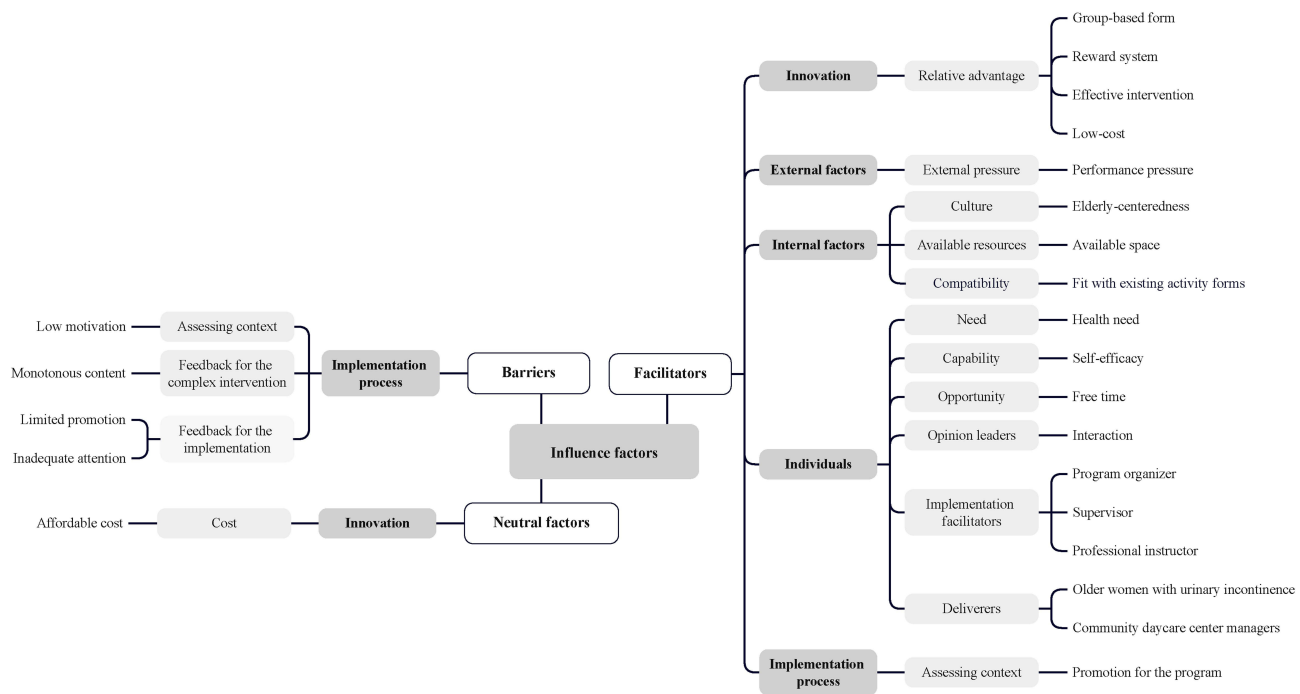 Influence factors
Barriers
Implementation
process
Assessing context
Low motivation
Feedback for the
complex intervention
Monotonous content
Feedback for the
implementation
Limited promotion
Inadequate attention
Neutral factors
Innovation
Cost
Affordable cost
Facilitators
Innovation
Relative advantage
Group-based form
Reward system
Effective intervention
Low-cost
External factors
External pressure
Performance pressure
Internal factors
Culture
Elderly-centeredness
Available resources
Available space
Compatibility
Fit with existing activity forms
Individuals
Need
Health need
Capability
Self-efficacy
Opportunity
Free time
Opinion leaders
Interaction
Implementation
facilitators
Program organizer
Supervisor
Professional instructor
Deliverers
Older women with urinary incontinence
Community daycare center managers
Implementation
process
Assessing context
Promotion for the program